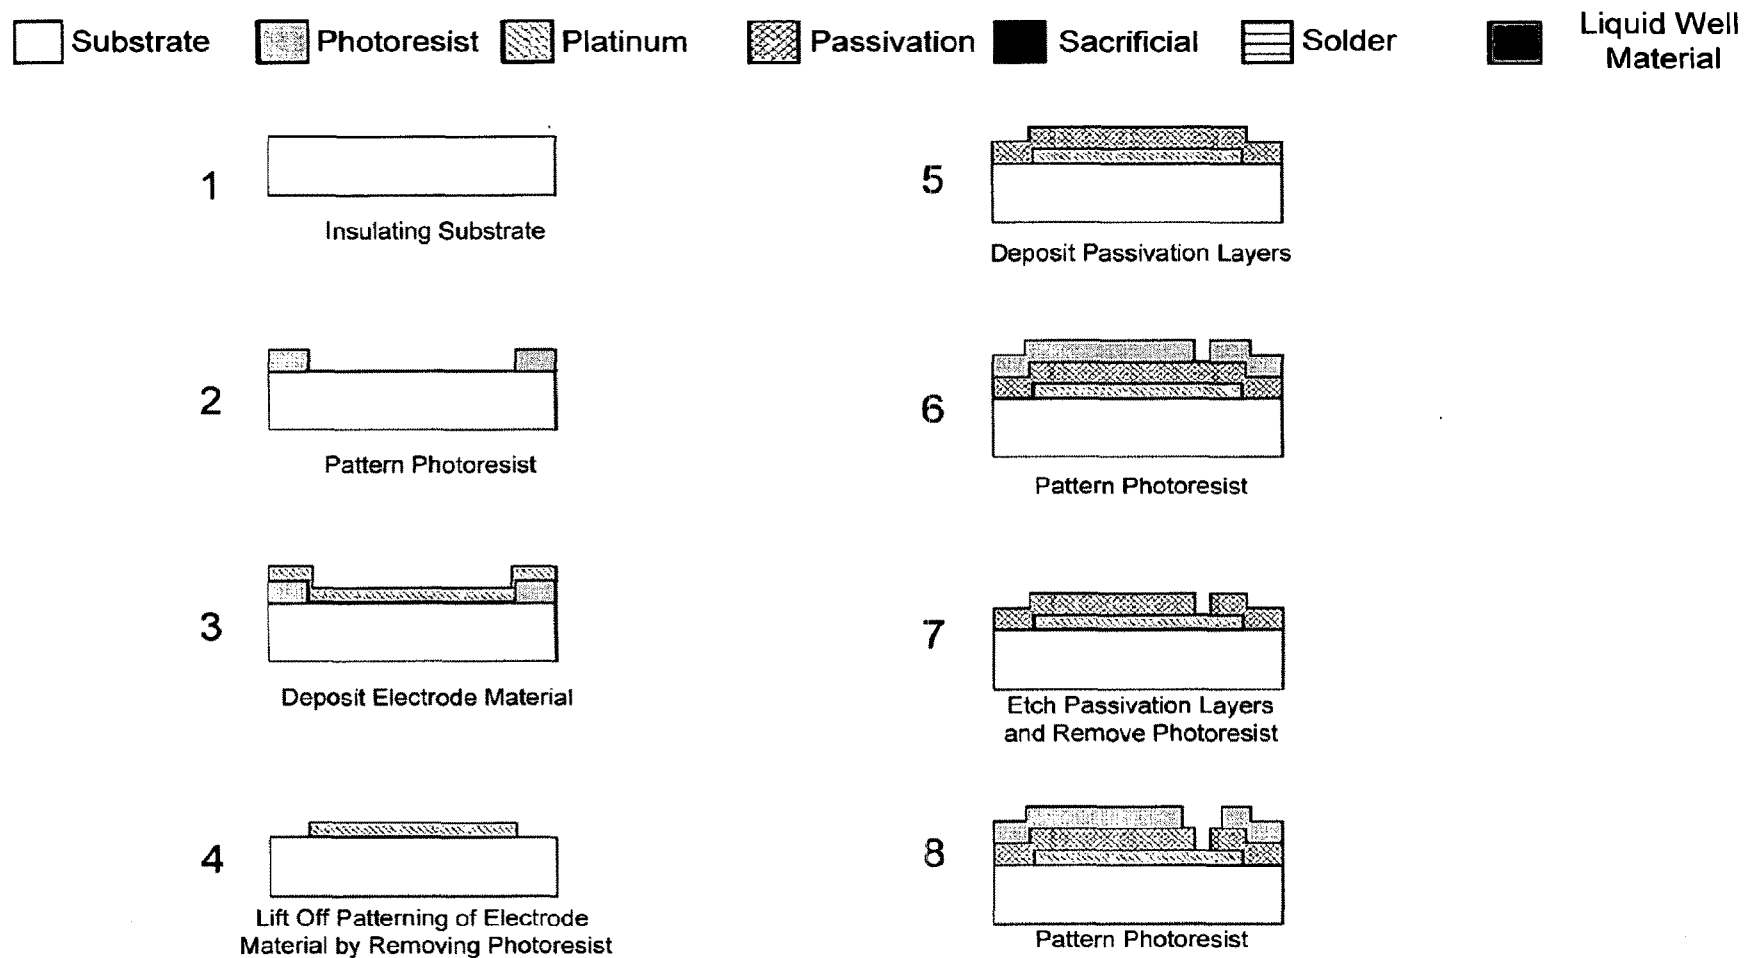 Substrate
Photoresist
Platinum
Passivation
Sacrificial
Solder
Liquid Well
Material
1
Insulating Substrate
2
Pattern Photoresist
3
Deposit Electrode Material
4
Lift Off Patterning of Electrode
Material by Removing Photoresist
5
Deposit Passivation Layers
6
Pattern Photoresist
7
Etch Passivation Layers
and Remove Photoresist
8
Pattern Photoresist